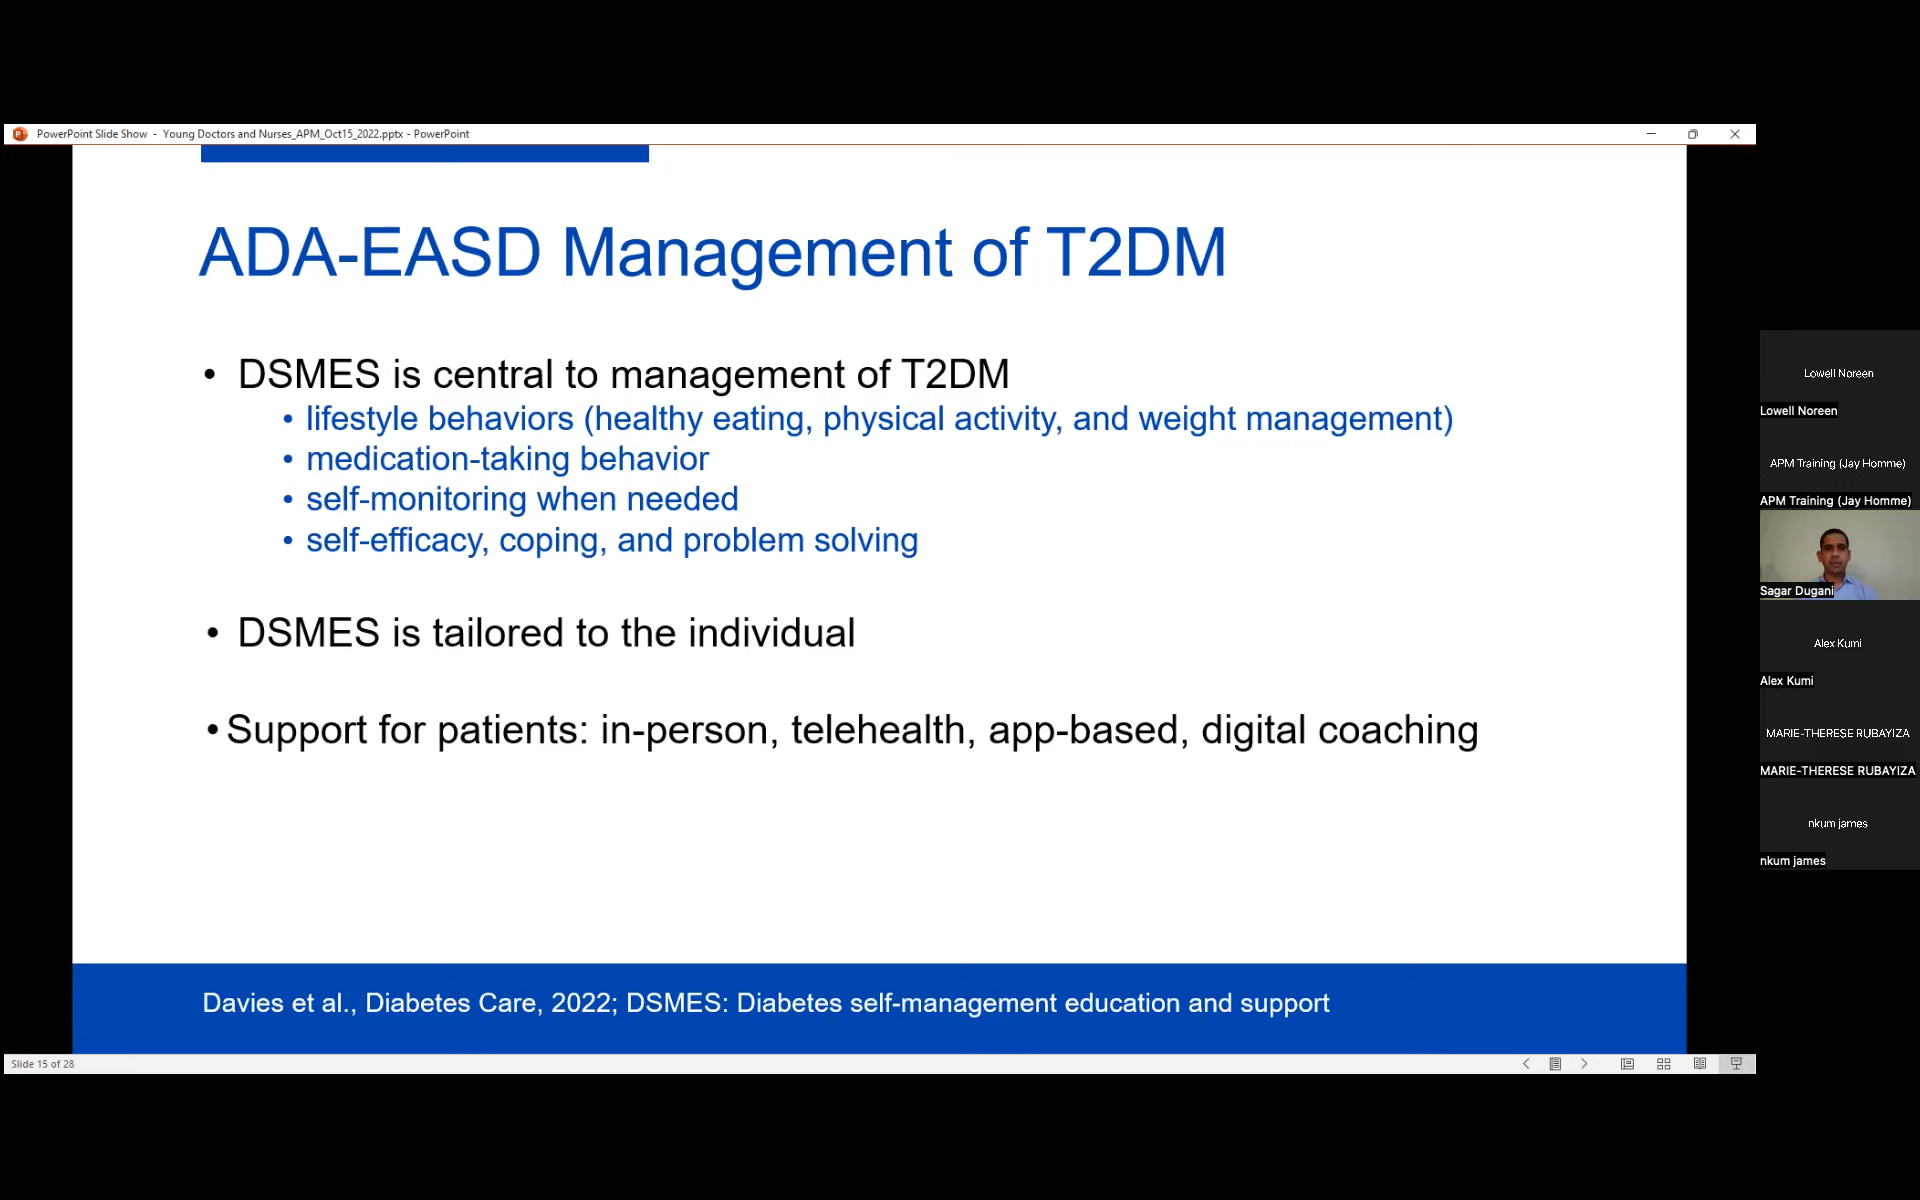 PowerPoint Slide Show - Young Doctors and Nurses_APM_Oct15_2022.pptx - PowerPoint
ADA-EASD Management of T2DM
• DSMES is central to management of T2DM
• lifestyle behaviors (healthy eating, physical activity, and weight management)
• medication-taking behavior
• self-monitoring when needed
• self-efficacy, coping, and problem solving
• DSMES is tailored to the individual
• Support for patients: in-person, telehealth, app-based, digital coaching
Davies et al., Diabetes Care, 2022; DSMES: Diabetes self-management education and support
Slide 15 of 28
Lowell Noreen
Lowell Noreen
APM Training (Jay Homme)
APM Training (Jay Homme)
Sagar Dugani
Alex Kumi
Alex Kumi
MARIE-THERESE RUBAYIZA
MARIE-THERESE RUBAYIZA
nkum james
nkum james